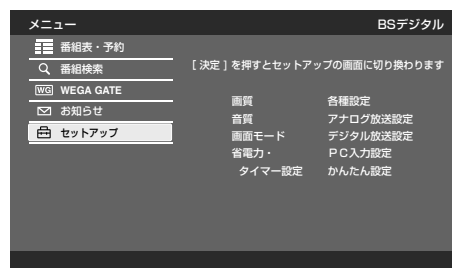 メニュー BSデジタル
番組表・予約
番組検索
WG WEGA GATE
お知らせ
セットアップ
［決定］を押すとセットアップの画面に切り換わります
画質 各種設定
音質 アナログ放送設定
画面モード デジタル放送設定
省電力・ PC入力設定
タイマー設定 かんたん設定